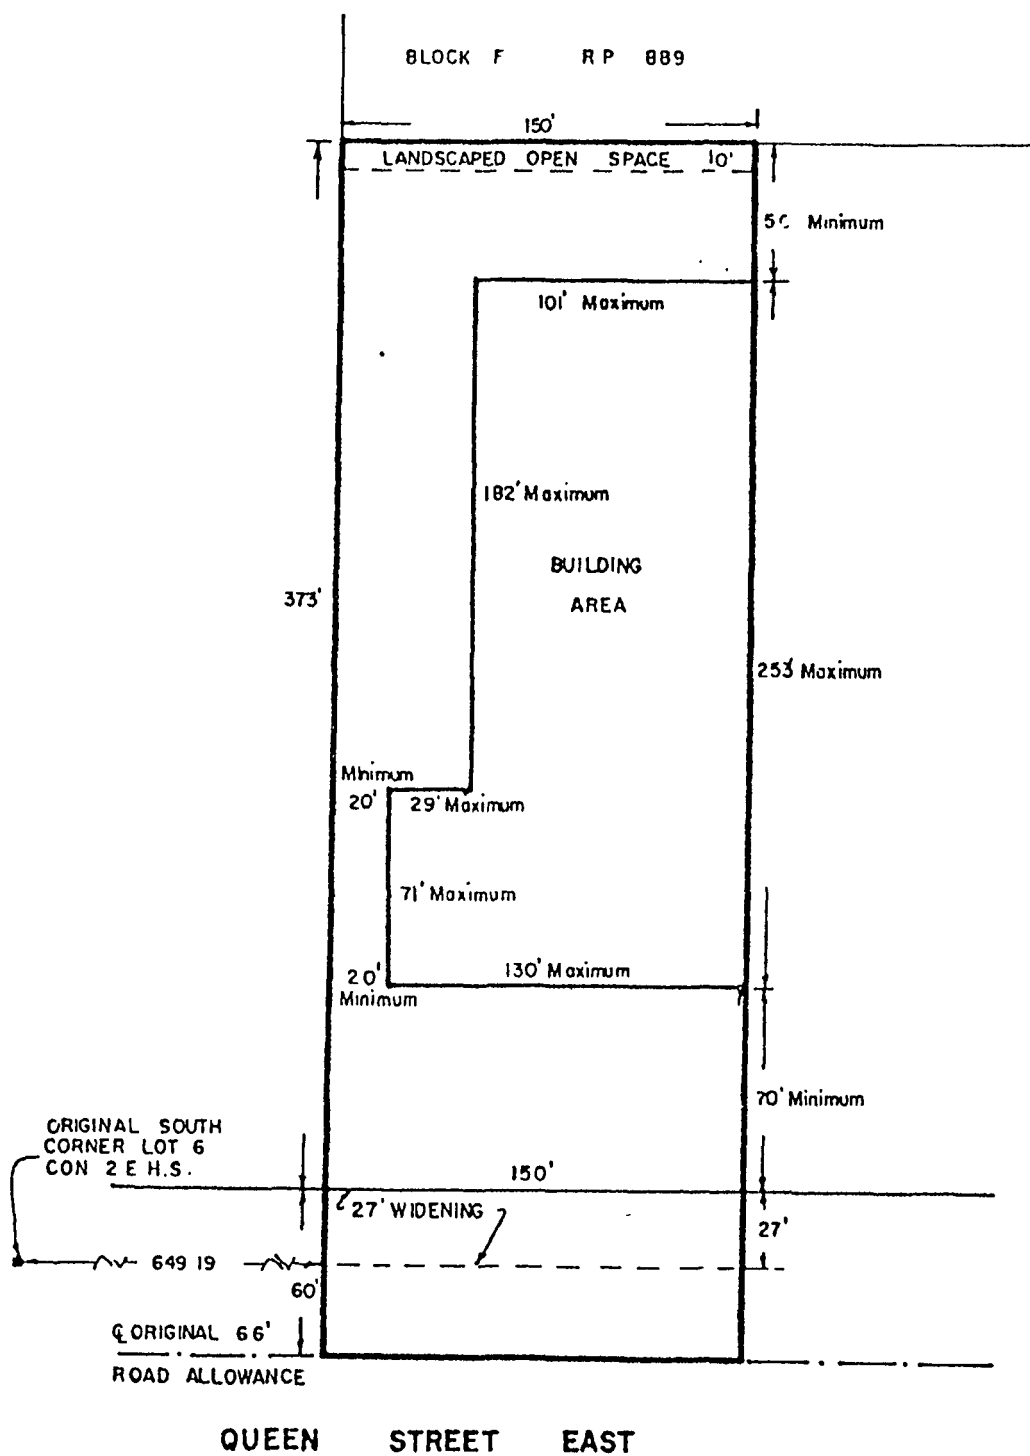 BLOCK F RP 889
150'
LANDSCAPED OPEN SPACE 10'
Minimum
101' Maximum
182' Maximum
BUILDING
AREA
373'
253' Maximum
Minimum
20'
29' Maximum
71' Maximum
20'
Minimum
130' Maximum
70' Minimum
ORIGINAL SOUTH
CORNER LOT 6
CON 2 E H.S.
150'
27' WIDENING
27'
649 19
60'
℄ ORIGINAL 66'
ROAD ALLOWANCE
QUEEN STREET EAST